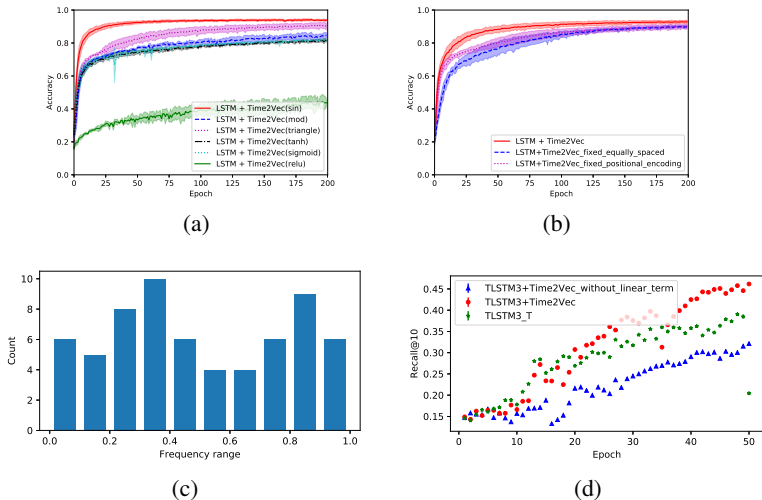 1.0
0.8
0.6
0.4
0.2
0.0
Accuracy
0 25 50 75 100 125 150 175 200
Epoch
LSTM + Time2Vec(sin)
LSTM + Time2Vec(mod)
LSTM + Time2Vec(triangle)
LSTM + Time2Vec(tanh)
LSTM + Time2Vec(sigmoid)
LSTM + Time2Vec(relu)
(a)
1.0
0.8
0.6
0.4
0.2
0.0
Accuracy
0 25 50 75 100 125 150 175 200
Epoch
LSTM + Time2Vec
LSTM+Time2Vec_fixed_equally_spaced
LSTM+Time2Vec_fixed_positional_encoding
(b)
10
8
6
4
2
0
Count
0.0 0.2 0.4 0.6 0.8 1.0
Frequency range
(c)
0.45
0.40
0.35
0.30
0.25
0.20
0.15
Recall@10
0 10 20 30 40 50
Epoch
TLSTM3+Time2Vec_without_linear_term
TLSTM3+Time2Vec
TLSTM3_T
(d)